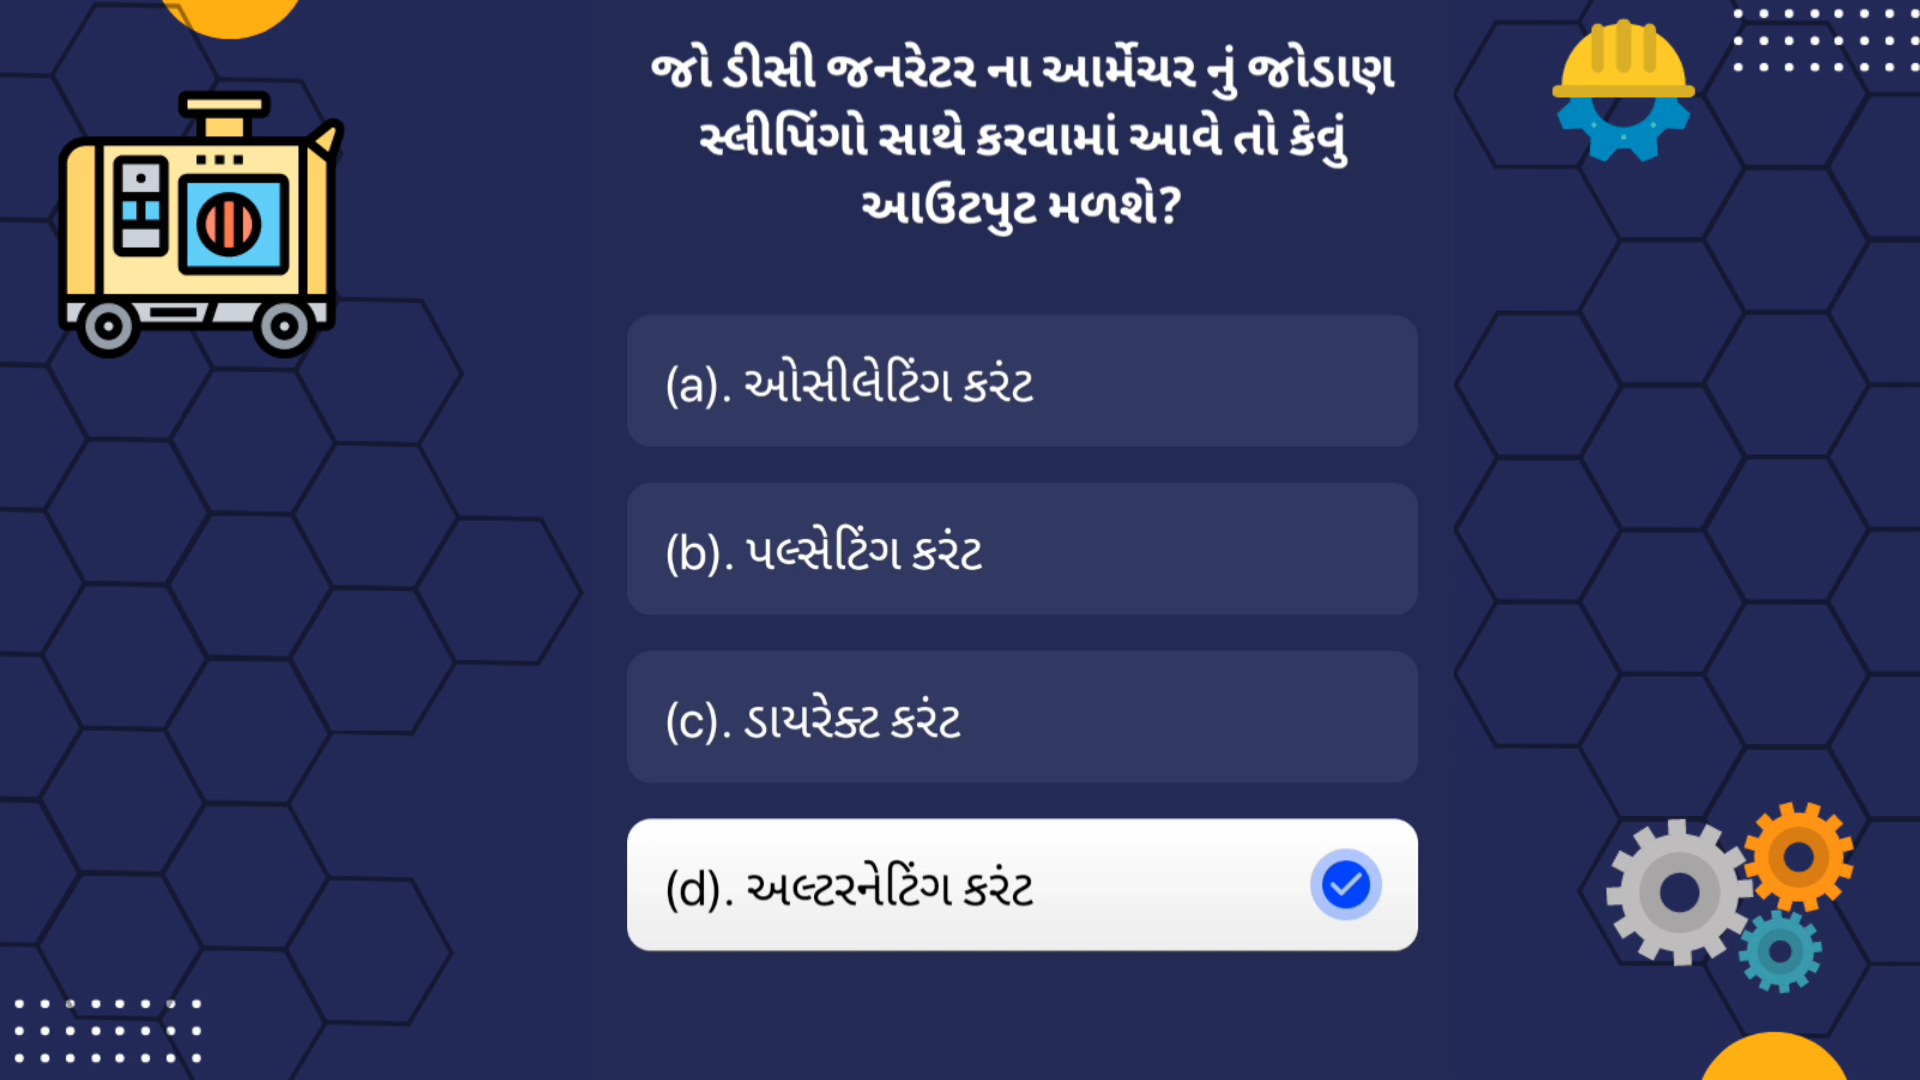 જો ડીસી જનરેટર ના આર્મેચર નું જોડાણ
સ્લીપિંગો સાથે કરવામાં આવે તો કેવું
આઉટપુટ મળશે?
(a). ઓસીલેટિંગ કરંટ
(b). પલ્સેટિંગ કરંટ
(c). ડાયરેક્ટ કરંટ
(d). અલ્ટરનેટિંગ કરંટ